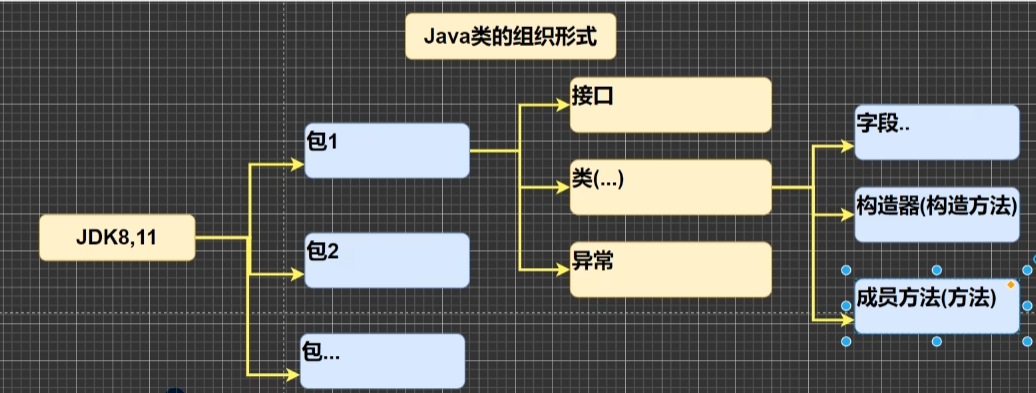 Java类的组织形式
接口
字段..
包1
类(...)
构造器(构造方法)
JDK8,11
包2
异常
成员方法(方法)
包...